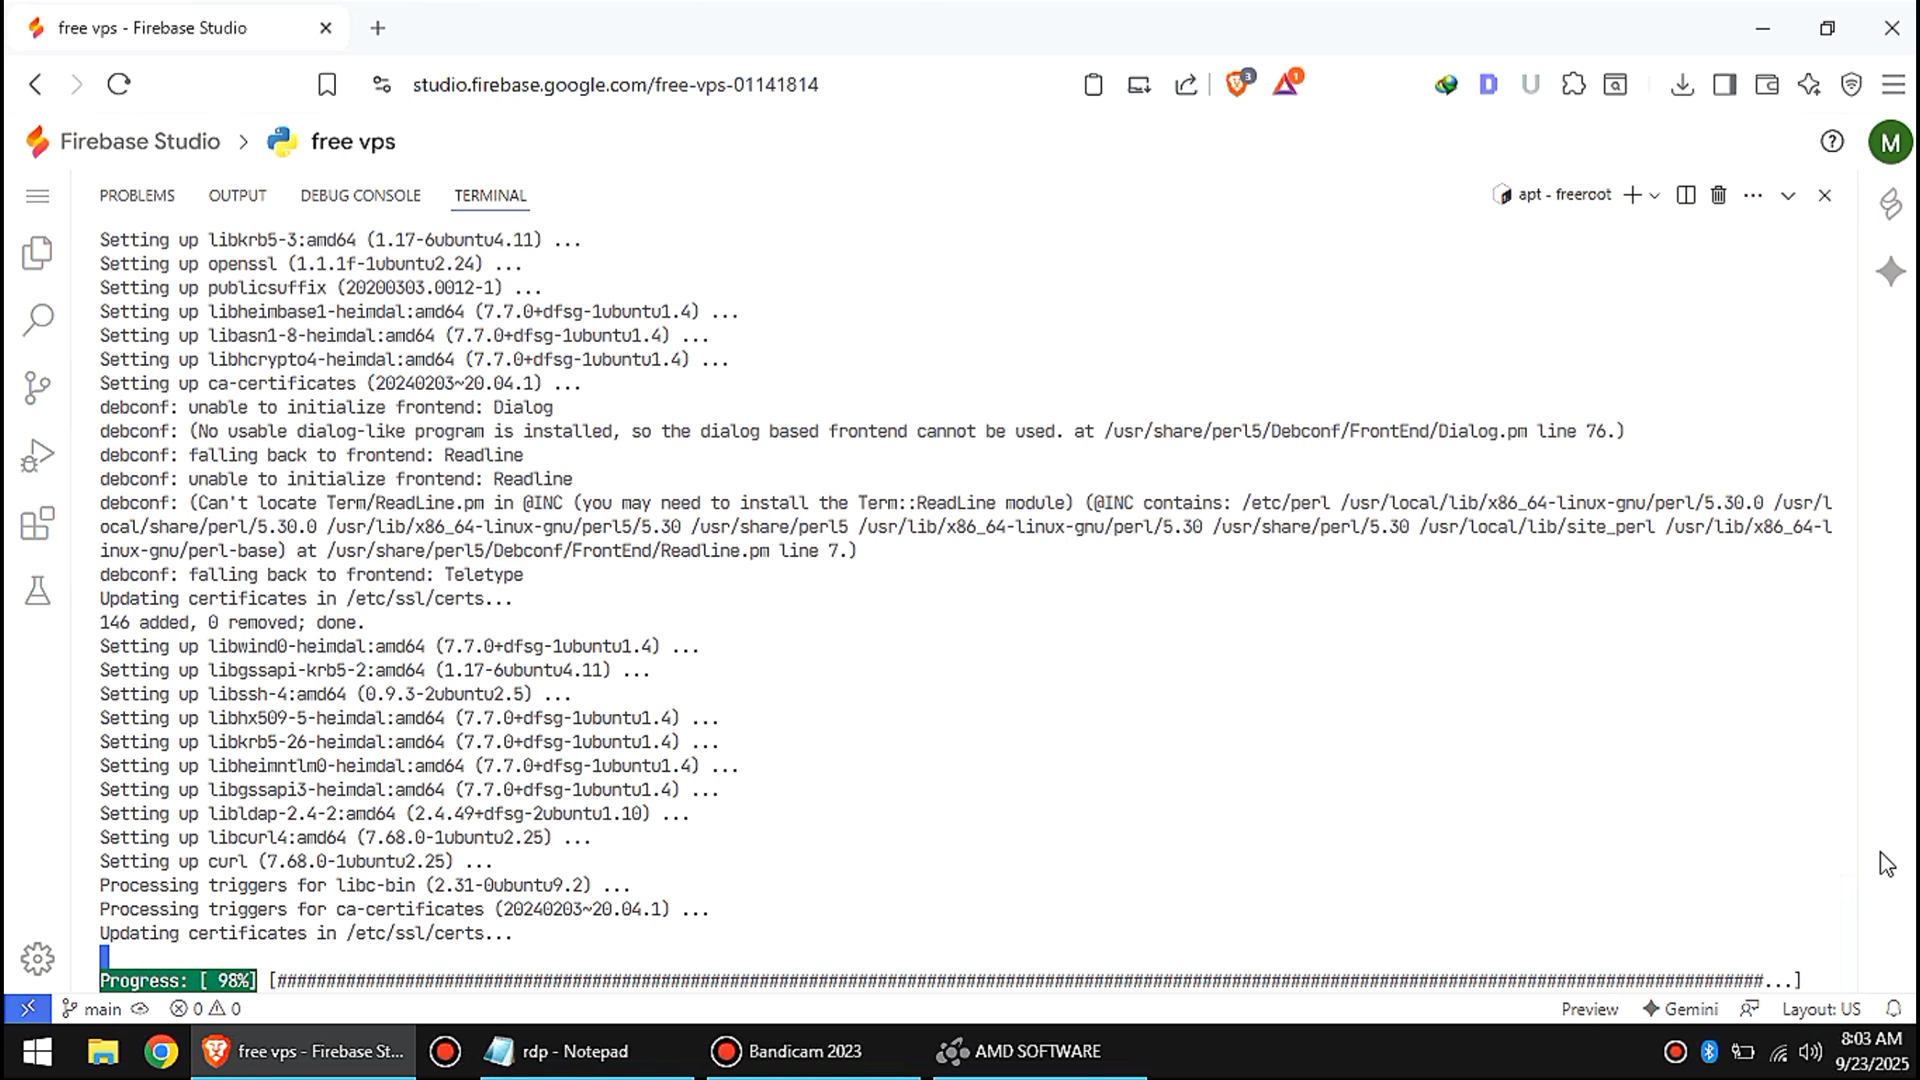 free vps - Firebase Studio
studio.firebase.google.com/free-vps-01141814
3
1
D
U
Firebase Studio > free vps
M
PROBLEMS OUTPUT DEBUG CONSOLE TERMINAL
apt - freeroot
Setting up libkrb5-3:amd64 (1.17-6ubuntu4.11) ...
Setting up openssl (1.1.1f-1ubuntu2.24) ...
Setting up publicsuffix (20200303.0012-1) ...
Setting up libheimbase1-heimdal:amd64 (7.7.0+dfsg-1ubuntu1.4) ...
Setting up libasn1-8-heimdal:amd64 (7.7.0+dfsg-1ubuntu1.4) ...
Setting up libhcrypto4-heimdal:amd64 (7.7.0+dfsg-1ubuntu1.4) ...
Setting up ca-certificates (20240203~20.04.1) ...
debconf: unable to initialize frontend: Dialog
debconf: (No usable dialog-like program is installed, so the dialog based frontend cannot be used. at /usr/share/perl5/Debconf/FrontEnd/Dialog.pm line 76.)
debconf: falling back to frontend: Readline
debconf: unable to initialize frontend: Readline
debconf: (Can't locate Term/ReadLine.pm in @INC (you may need to install the Term::ReadLine module) (@INC contains: /etc/perl /usr/local/lib/x86_64-linux-gnu/perl/5.30.0 /usr/l
ocal/share/perl/5.30.0 /usr/lib/x86_64-linux-gnu/perl5/5.30 /usr/share/perl5 /usr/lib/x86_64-linux-gnu/perl/5.30 /usr/share/perl/5.30 /usr/local/lib/site_perl /usr/lib/x86_64-l
inux-gnu/perl-base) at /usr/share/perl5/Debconf/FrontEnd/Readline.pm line 7.)
debconf: falling back to frontend: Teletype
Updating certificates in /etc/ssl/certs...
146 added, 0 removed; done.
Setting up libwind0-heimdal:amd64 (7.7.0+dfsg-1ubuntu1.4) ...
Setting up libgssapi-krb5-2:amd64 (1.17-6ubuntu4.11) ...
Setting up libssh-4:amd64 (0.9.3-2ubuntu2.5) ...
Setting up libhx509-5-heimdal:amd64 (7.7.0+dfsg-1ubuntu1.4) ...
Setting up libkrb5-26-heimdal:amd64 (7.7.0+dfsg-1ubuntu1.4) ...
Setting up libheimntlm0-heimdal:amd64 (7.7.0+dfsg-1ubuntu1.4) ...
Setting up libgssapi3-heimdal:amd64 (7.7.0+dfsg-1ubuntu1.4) ...
Setting up libldap-2.4-2:amd64 (2.4.49+dfsg-2ubuntu1.10) ...
Setting up libcurl4:amd64 (7.68.0-1ubuntu2.25) ...
Setting up curl (7.68.0-1ubuntu2.25) ...
Processing triggers for libc-bin (2.31-0ubuntu9.2) ...
Processing triggers for ca-certificates (20240203~20.04.1) ...
Updating certificates in /etc/ssl/certs...
Progress: [ 98%] [#######################################################################################################################################################...]
main 0 0
Preview Gemini Layout: US
free vps - Firebase St... rdp - Notepad Bandicam 2023 AMD SOFTWARE
8:03 AM
9/23/2025